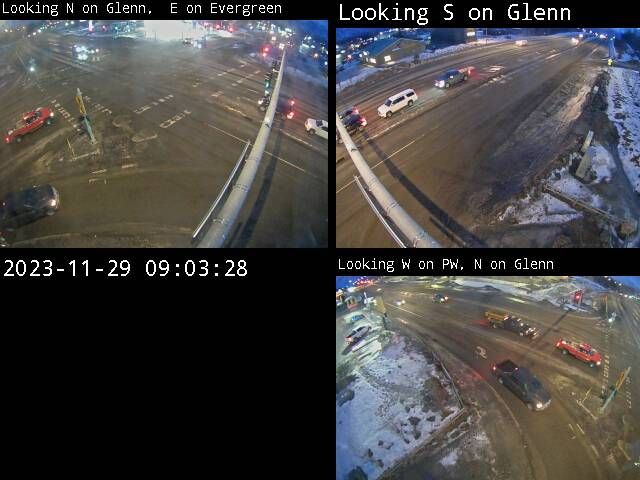 Looking N on Glenn, E on Evergreen
Looking S on Glenn
2023-11-29 09:03:28
Looking W on PW, N on Glenn